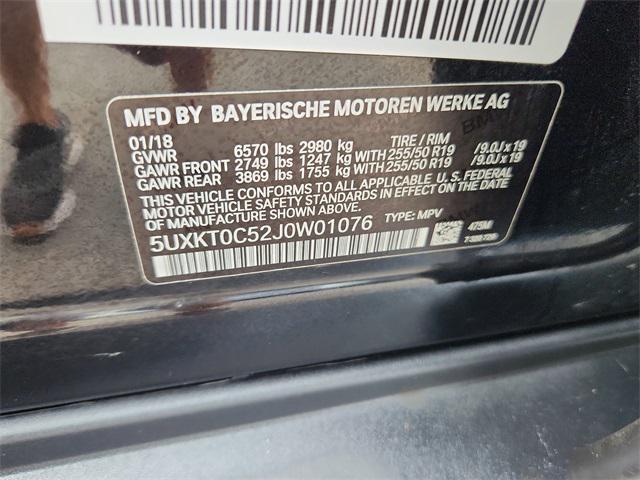 MFD BY BAYERISCHE MOTOREN WERKE AG
01/18 TIRE / RIM
GVWR 6570 lbs 2980 kg
GAWR FRONT 2749 lbs 1247 kg WITH 255/50 R19 /9.0J x 19
GAWR REAR 3869 lbs 1755 kg WITH 255/50 R19 /9.0J x 19
THIS VEHICLE CONFORMS TO ALL APPLICABLE U. S. FEDERAL
MOTOR VEHICLE SAFETY STANDARDS IN EFFECT ON THE DATE OF
MANUFACTURE SHOWN ABOVE.
5UXKT0C52J0W01076 TYPE: MPV
475M